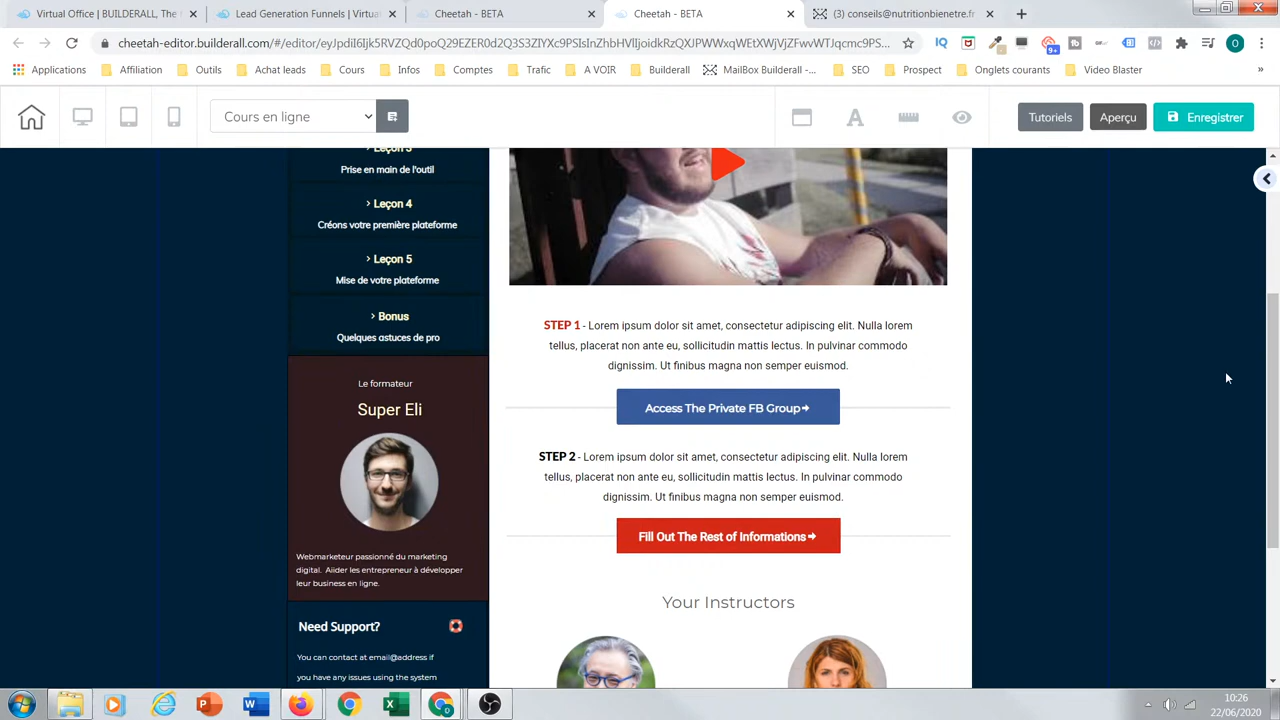 Virtual Office | BUILDERALL, The
Lead Generation Funnels | Virtua
Cheetah - BETA
Cheetah - BETA
(3) conseils@nutritionbienetre.fr
Applications
Affiliation
Outils
Achat leads
Cours
Infos
Comptes
Trafic
A VOIR
Builderall
MailBox Builderall -...
SEO
Prospect
Onglets courants
Video Blaster
Cours en ligne
Tutoriels
Aperçu
Enregistrer
Prise en main de l'outil
> Leçon 4
Créons votre première plateforme
> Leçon 5
Mise de votre plateforme
> Bonus
Quelques astuces de pro
Le formateur
Super Eli
Webmarketeur passionné du marketing
digital. Aiider les entrepreneur à développer
leur business en ligne.
Need Support?
You can contact at email@address if
you have any issues using the system
STEP 1 - Lorem ipsum dolor sit amet, consectetur adipiscing elit. Nulla lorem
tellus, placerat non ante eu, sollicitudin mattis lectus. In pulvinar commodo
dignissim. Ut finibus magna non semper euismod.
Access The Private FB Group
STEP 2 - Lorem ipsum dolor sit amet, consectetur adipiscing elit. Nulla lorem
tellus, placerat non ante eu, sollicitudin mattis lectus. In pulvinar commodo
dignissim. Ut finibus magna non semper euismod.
Fill Out The Rest of Informations
Your Instructors
10:26
22/06/2020